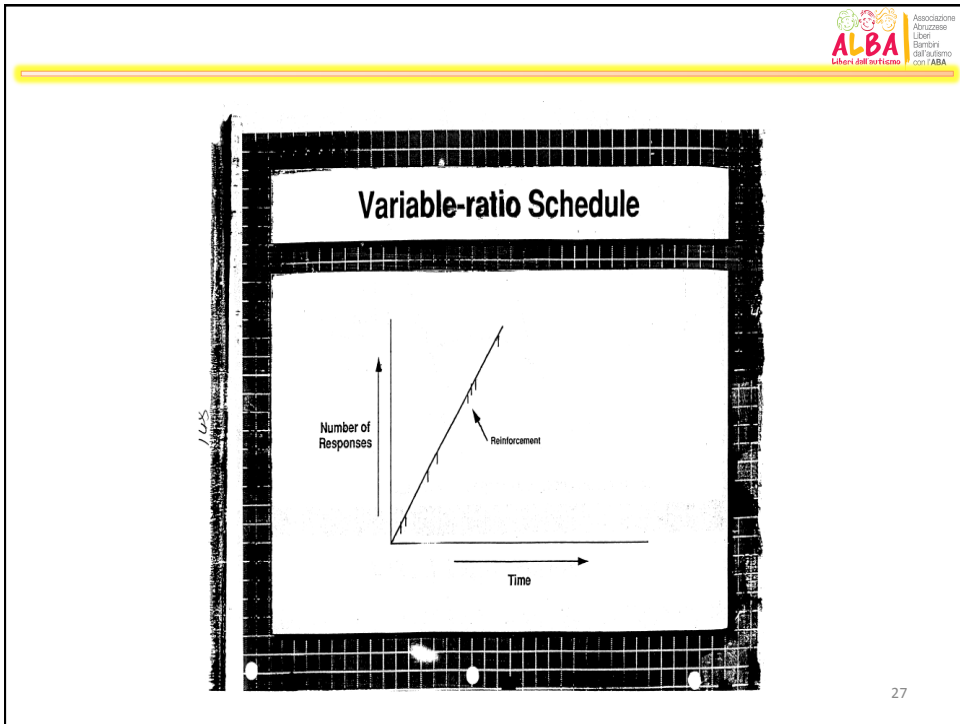 ALBA
Liberi dall'autismo
Associazione
Abruzzese
Liberi
Bambini
dall'autismo
con l'ABA
Variable-ratio Schedule
Number of
Responses
Reinforcement
Time
27